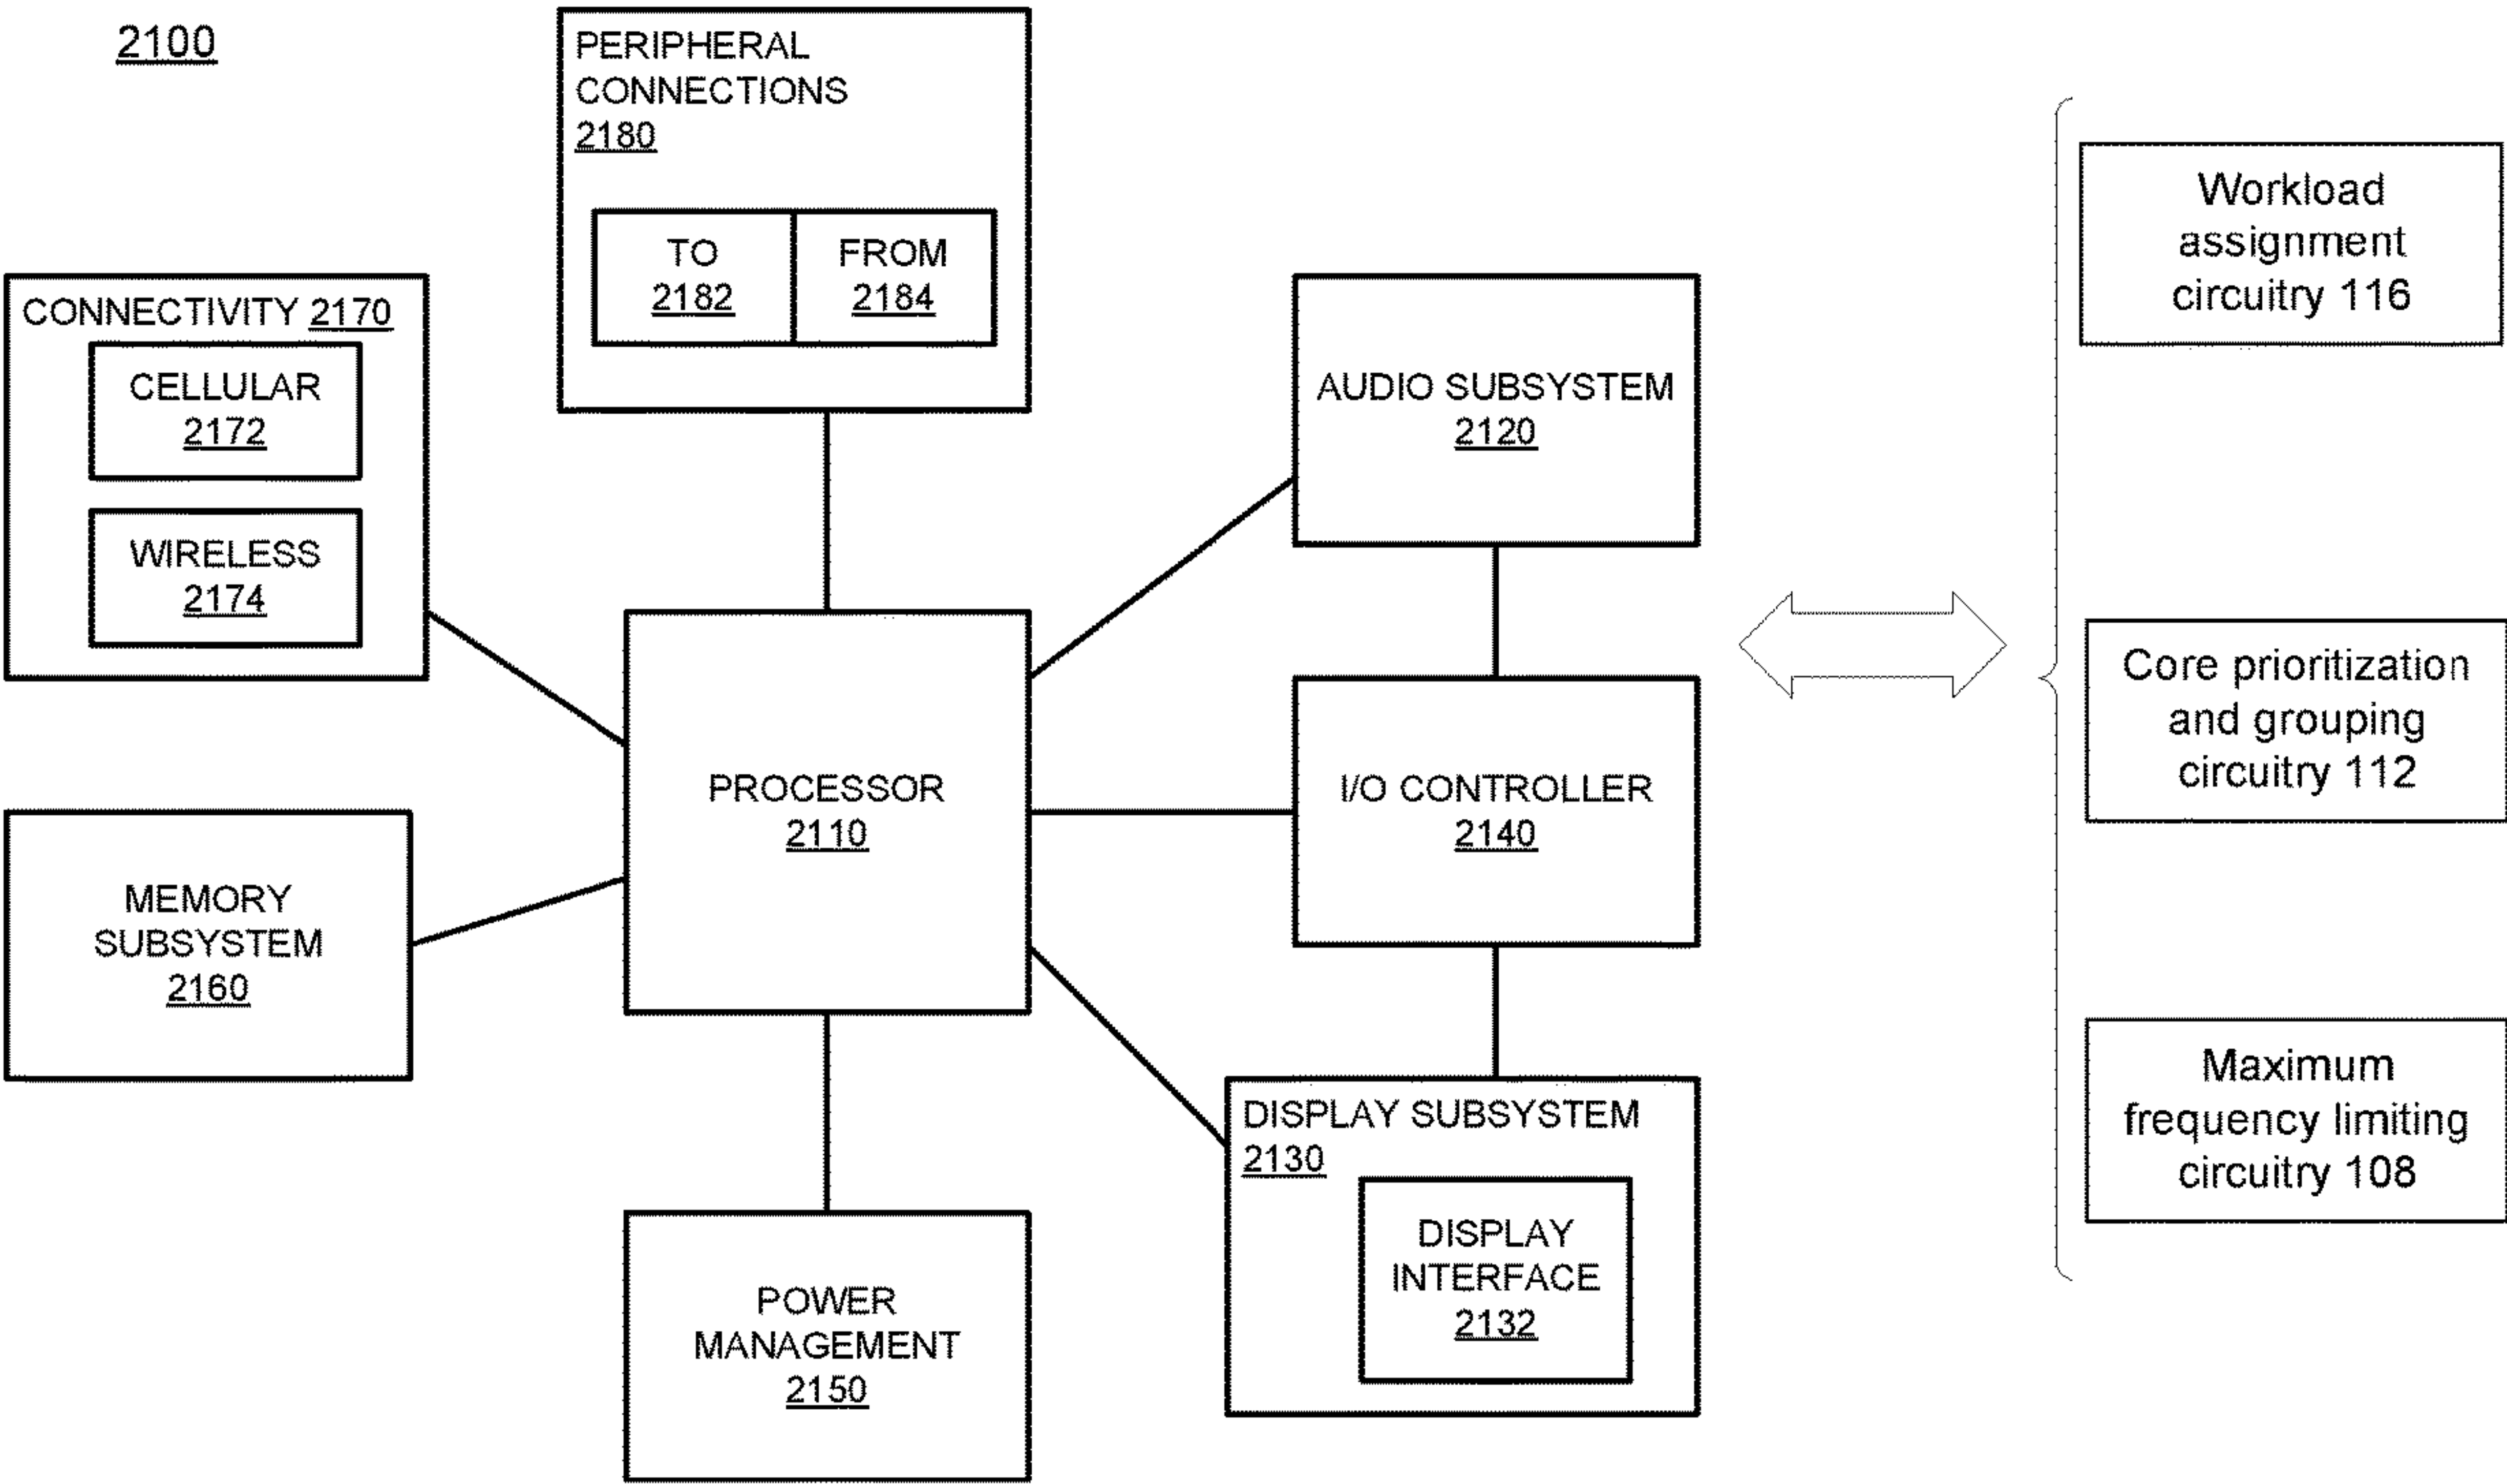 2100
PERIPHERAL
CONNECTIONS
2180
TO
2182
FROM
2184
CONNECTIVITY 2170
CELLULAR
2172
WIRELESS
2174
AUDIO SUBSYSTEM
2120
PROCESSOR
2110
I/O CONTROLLER
2140
MEMORY
SUBSYSTEM
2160
DISPLAY SUBSYSTEM
2130
DISPLAY
INTERFACE
2132
POWER
MANAGEMENT
2150
Workload
assignment
circuitry 116
Core prioritization
and grouping
circuitry 112
Maximum
frequency limiting
circuitry 108